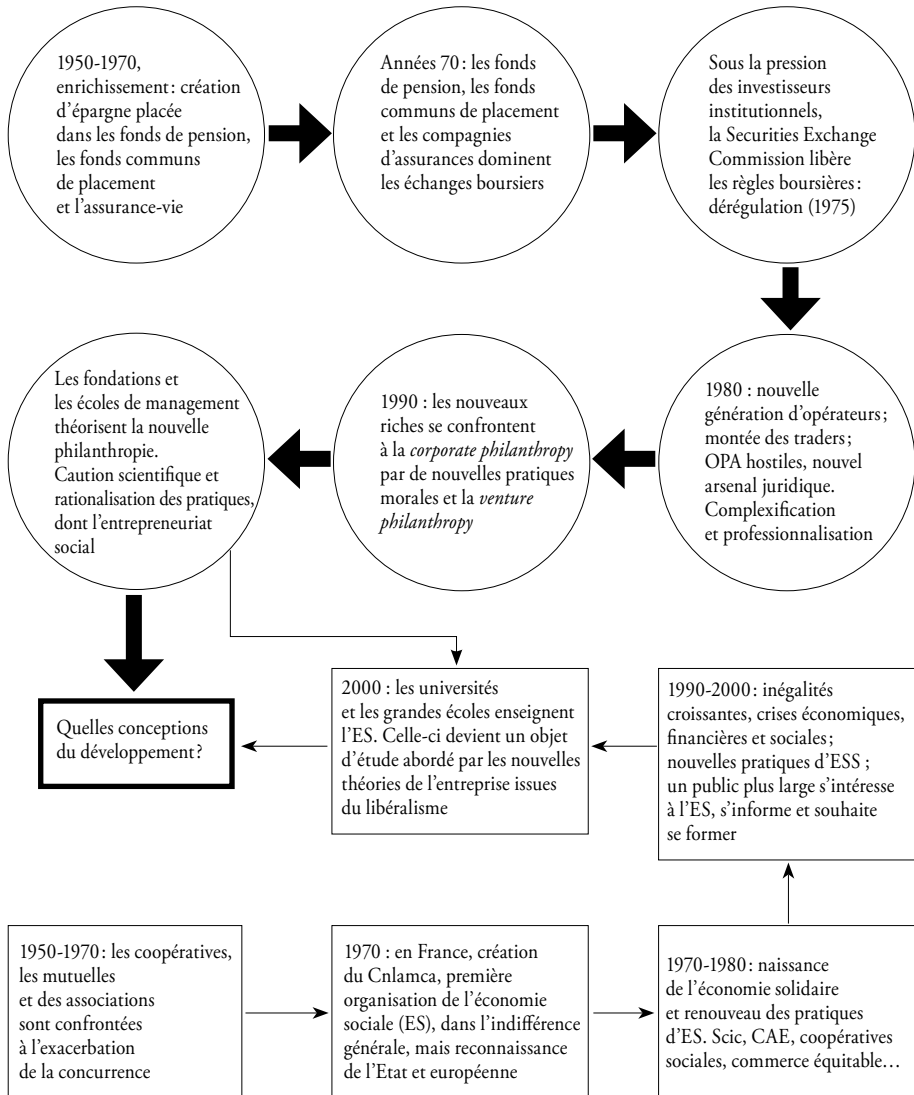 1950-1970,
enrichissement : création
d’épargne placée
dans les fonds de pension,
les fonds communs
de placement
et l’assurance-vie
Années 70 : les fonds
de pension, les fonds
communs de placement
et les compagnies
d’assurances dominent
les échanges boursiers
Sous la pression
des investisseurs
institutionnels,
la Securities Exchange
Commission libère
les règles boursières :
dérégulation (1975)
1980 : nouvelle
génération d’opérateurs ;
montée des traders ;
OPA hostiles, nouvel
arsenal juridique.
Complexification
et professionnalisation
1990 : les nouveaux
riches se confrontent
à la corporate philanthropy
par de nouvelles pratiques
morales et la venture
philanthropy
Les fondations et
les écoles de management
théorisent la nouvelle
philanthropie.
Caution scientifique et
rationalisation des pratiques,
dont l’entrepreneuriat
social
Quelles conceptions
du développement ?
2000 : les universités
et les grandes écoles enseignent
l’ES. Celle-ci devient un objet
d’étude abordé par les nouvelles
théories de l’entreprise issues
du libéralisme
1990-2000 : inégalités
croissantes, crises économiques,
financières et sociales ;
nouvelles pratiques d’ESS ;
un public plus large s’intéresse
à l’ES, s’informe et souhaite
se former
1950-1970 : les coopératives,
les mutuelles
et des associations
sont confrontées
à l’exacerbation
de la concurrence
1970 : en France, création
du Cnlamca, première
organisation de l’économie
sociale (ES), dans l’indifférence
générale, mais reconnaissance
de l’Etat et européenne
1970-1980 : naissance
de l’économie solidaire
et renouveau des pratiques
d’ES. Scic, CAE, coopératives
sociales, commerce équitable…